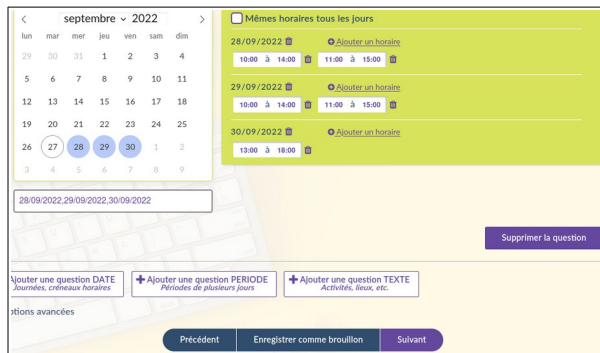 septembre 2022
lun mar mer jeu ven sam dim
29 30 31 1 2 3 4
5 6 7 8 9 10 11
12 13 14 15 16 17 18
19 20 21 22 23 24 25
26 27 28 29 30 1 2
3 4 5 6 7 8 9
28/09/2022,29/09/2022,30/09/2022
Mêmes horaires tous les jours
28/09/2022 Ajouter un horaire
10:00 à 14:00 11:00 à 15:00
29/09/2022 Ajouter un horaire
10:00 à 14:00 11:00 à 15:00
30/09/2022 Ajouter un horaire
13:00 à 18:00
Supprimer la question
Ajouter une question DATE
Journées, créneaux horaires
Ajouter une question PERIODE
Périodes de plusieurs jours
Ajouter une question TEXTE
Activités, lieux, etc.
ptions avancées
Précédent Enregistrer comme brouillon Suivant